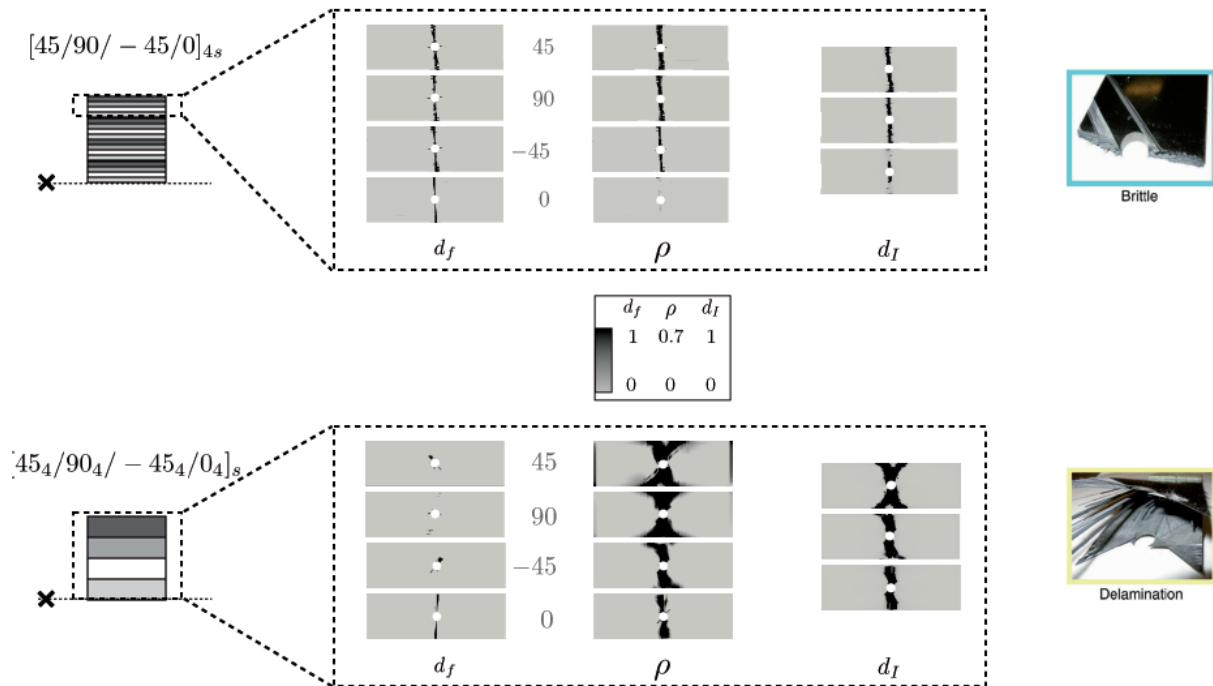 [45/90/ − 45/0]4s
45
90
−45
0
df ρ dI
Brittle
df ρ dI
1 0.7 1
0 0 0
[45₄/90₄/ − 45₄/0₄]s
45
90
−45
0
df ρ dI
Delamination